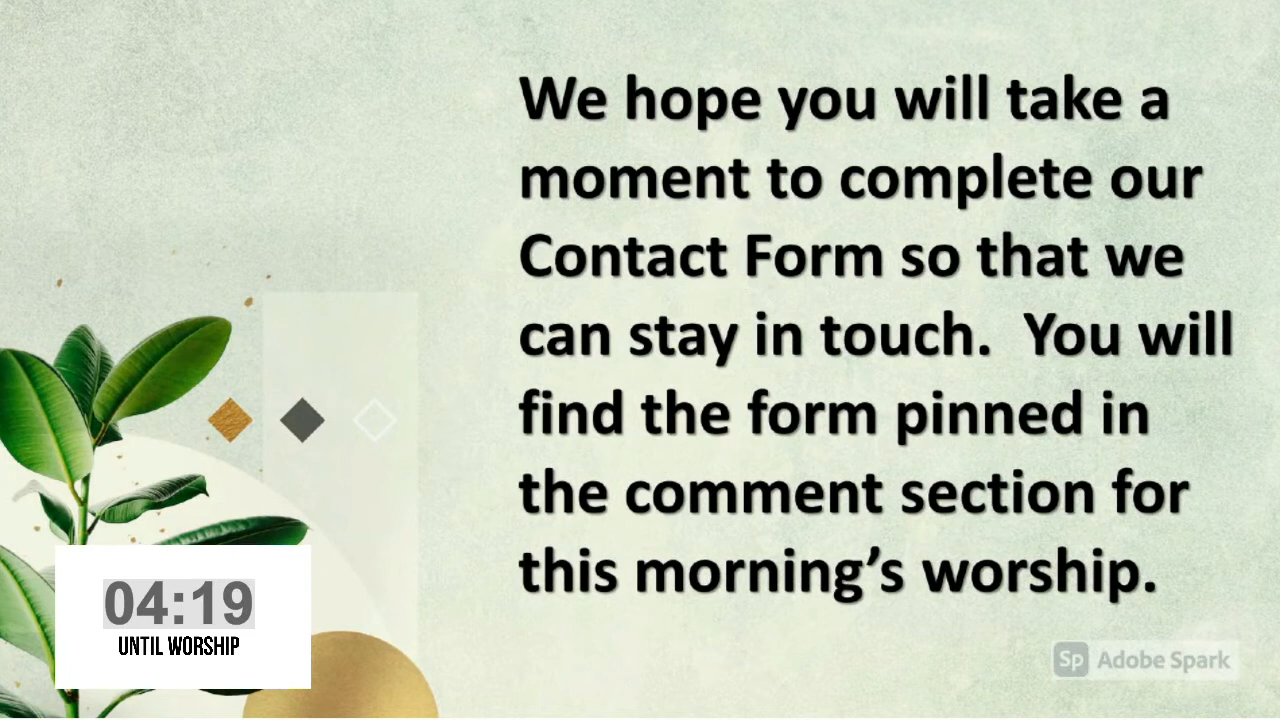 We hope you will take a
moment to complete our
Contact Form so that we
can stay in touch.  You will
find the form pinned in
the comment section for
this morning’s worship.
04:19
UNTIL WORSHIP
Sp Adobe Spark